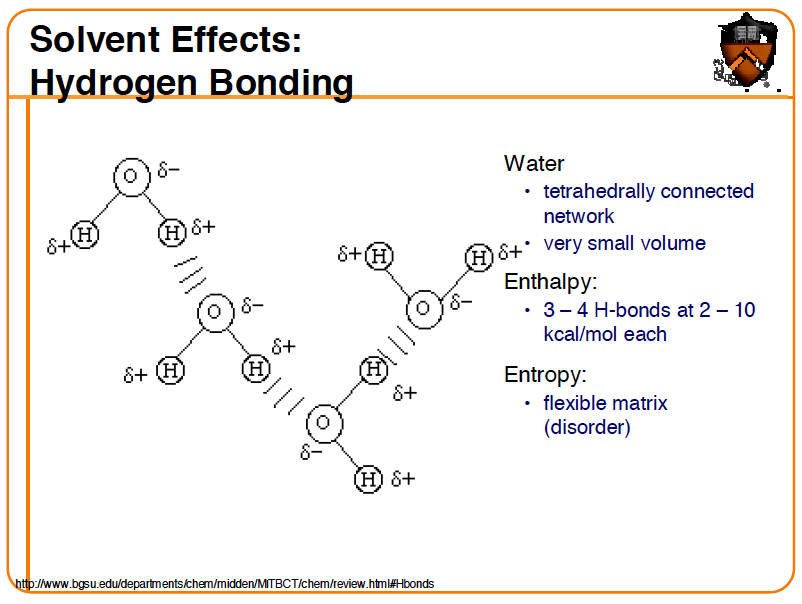 Solvent Effects:
Hydrogen Bonding
O δ−
H δ+
δ+ H
O δ−
δ+ H
H δ+
O
δ−
H δ+
H
δ+
O δ−
δ+ H
H δ+
Water
• tetrahedrally connected
network
• very small volume
Enthalpy:
• 3 – 4 H-bonds at 2 – 10
kcal/mol each
Entropy:
• flexible matrix
(disorder)
http://www.bgsu.edu/departments/chem/midden/MITBCT/chem/review.html#Hbonds